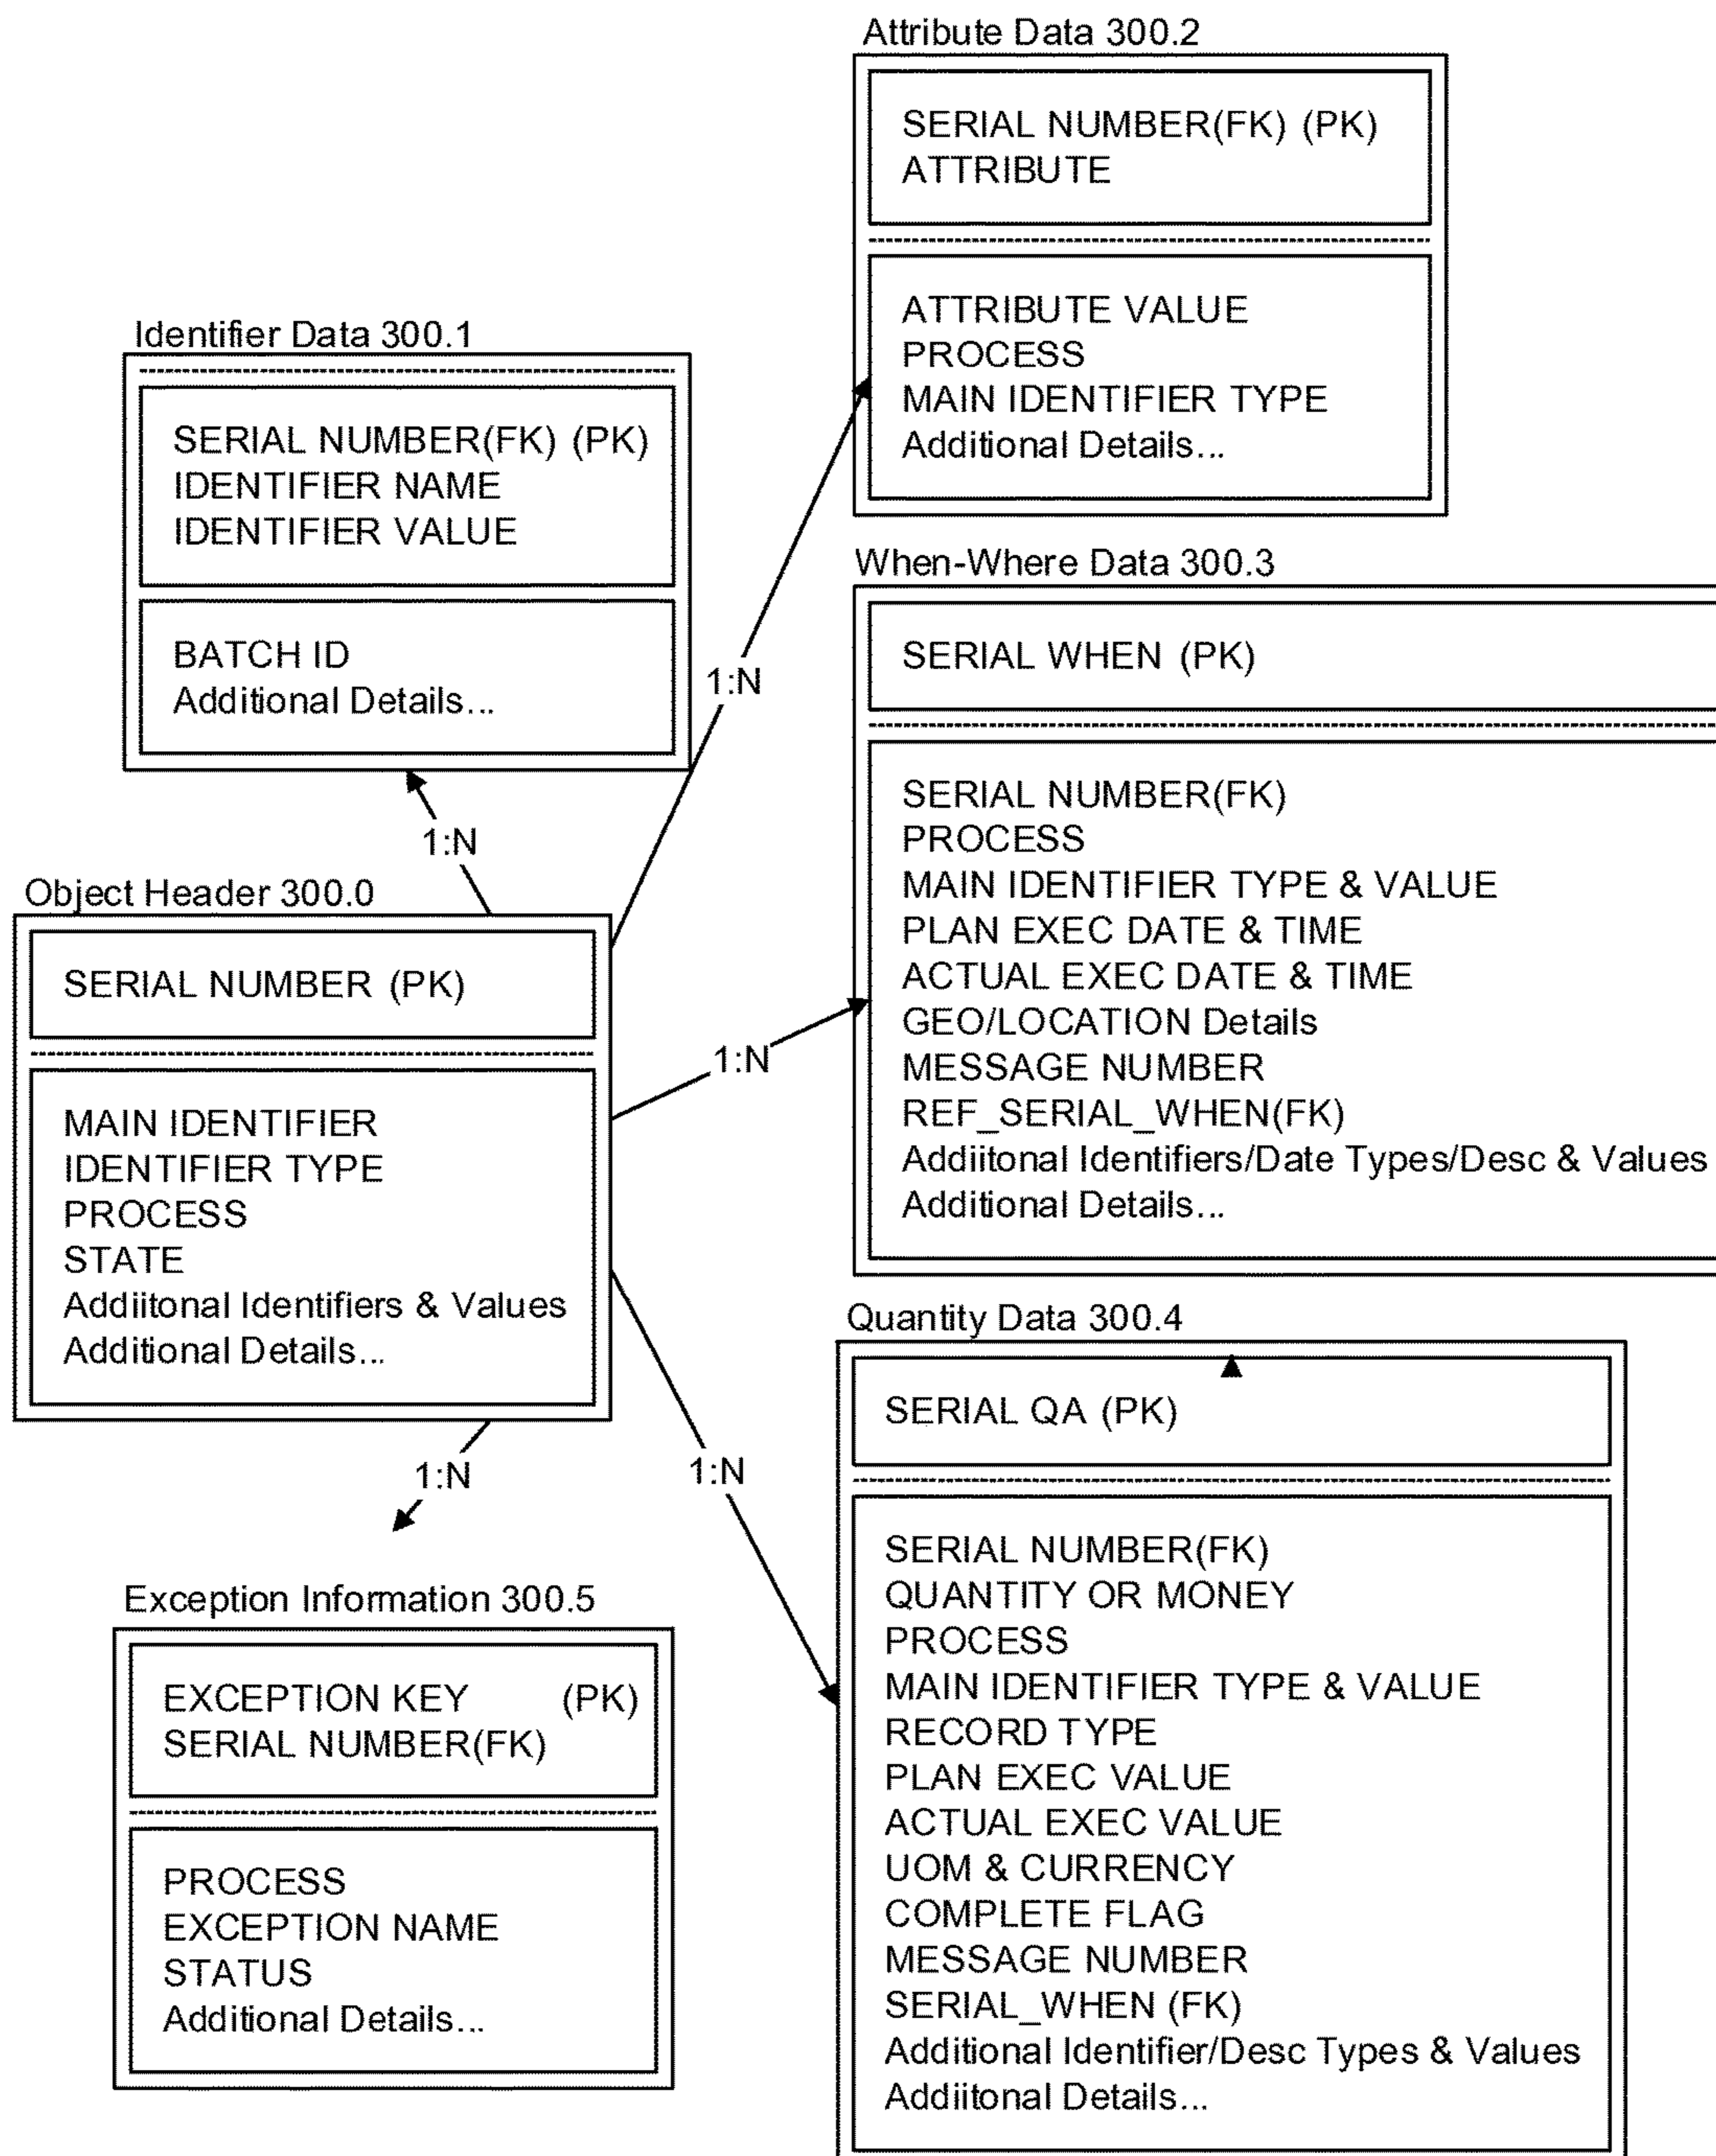 Attribute Data 300.2
SERIAL NUMBER(FK) (PK)
ATTRIBUTE
ATTRIBUTE VALUE
PROCESS
MAIN IDENTIFIER TYPE
Additional Details...
Identifier Data 300.1
SERIAL NUMBER(FK) (PK)
IDENTIFIER NAME
IDENTIFIER VALUE
BATCH ID
Additional Details...
1:N
1:N
When-Where Data 300.3
SERIAL WHEN (PK)
SERIAL NUMBER(FK)
PROCESS
MAIN IDENTIFIER TYPE & VALUE
PLAN EXEC DATE & TIME
ACTUAL EXEC DATE & TIME
GEO/LOCATION Details
MESSAGE NUMBER
REF_SERIAL_WHEN(FK)
Addiitonal Identifiers/Date Types/Desc & Values
Additional Details...
Object Header 300.0
SERIAL NUMBER (PK)
MAIN IDENTIFIER
IDENTIFIER TYPE
PROCESS
STATE
Addiitonal Identifiers & Values
Additional Details...
1:N
1:N
1:N
Quantity Data 300.4
SERIAL QA (PK)
SERIAL NUMBER(FK)
QUANTITY OR MONEY
PROCESS
MAIN IDENTIFIER TYPE & VALUE
RECORD TYPE
PLAN EXEC VALUE
ACTUAL EXEC VALUE
UOM & CURRENCY
COMPLETE FLAG
MESSAGE NUMBER
SERIAL_WHEN (FK)
Additional Identifier/Desc Types & Values
Addiitonal Details...
Exception Information 300.5
EXCEPTION KEY (PK)
SERIAL NUMBER(FK)
PROCESS
EXCEPTION NAME
STATUS
Additional Details...